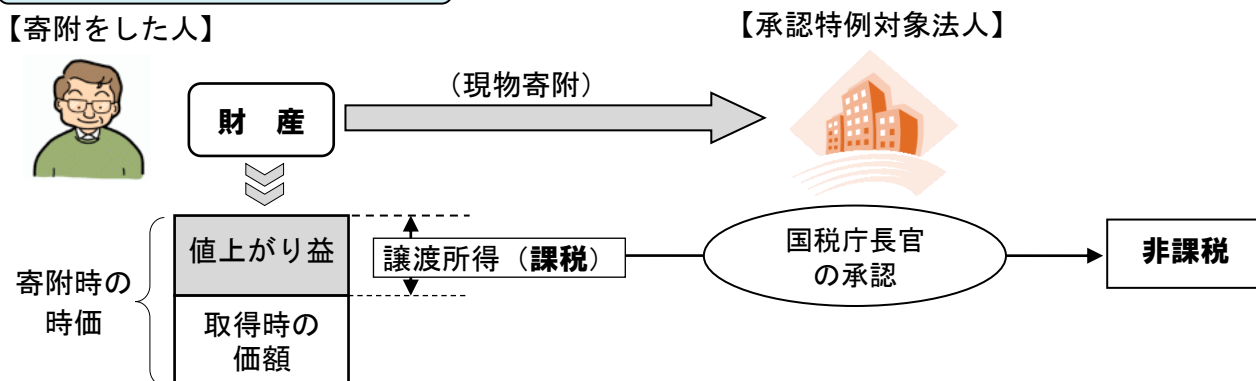 【寄附をした人】
【承認特例対象法人】
（現物寄附）
財　産
値上がり益
譲渡所得（課税）
国税庁長官
の承認
非課税
寄附時の
時価
取得時の
価額